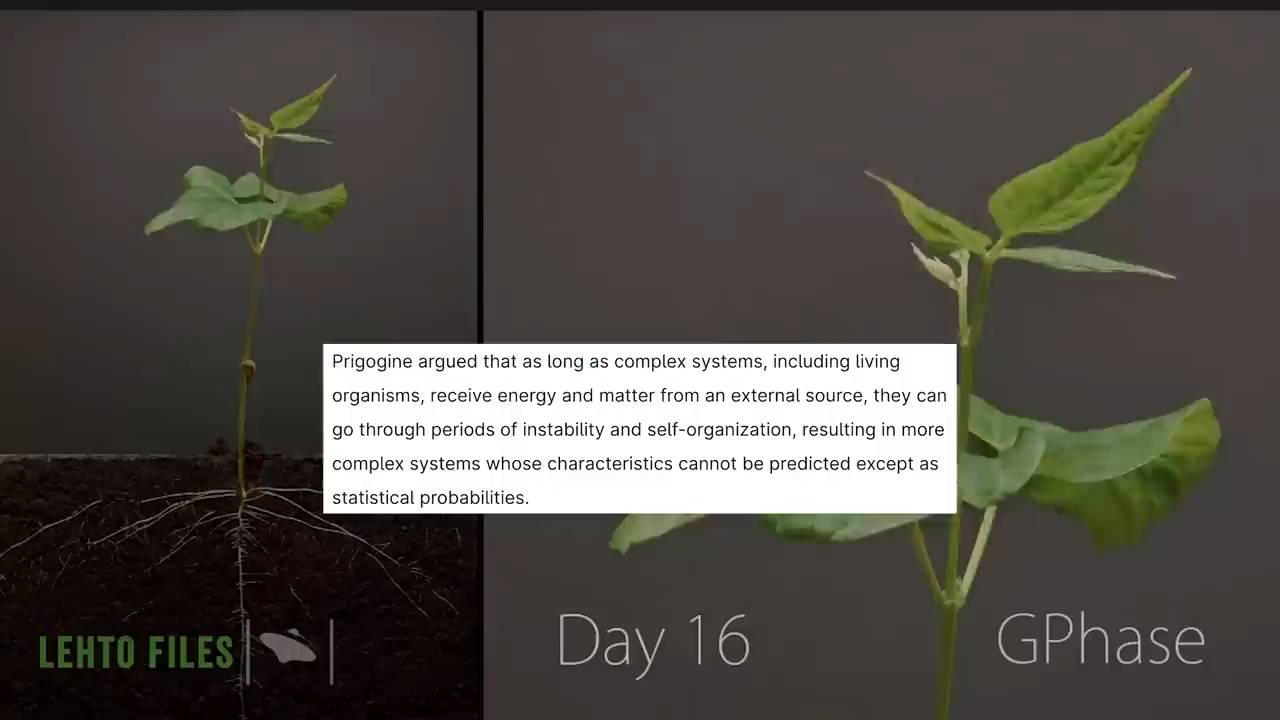 Prigogine argued that as long as complex systems, including living
organisms, receive energy and matter from an external source, they can
go through periods of instability and self-organization, resulting in more
complex systems whose characteristics cannot be predicted except as
statistical probabilities.
LEHTO FILES
Day 16
GPhase